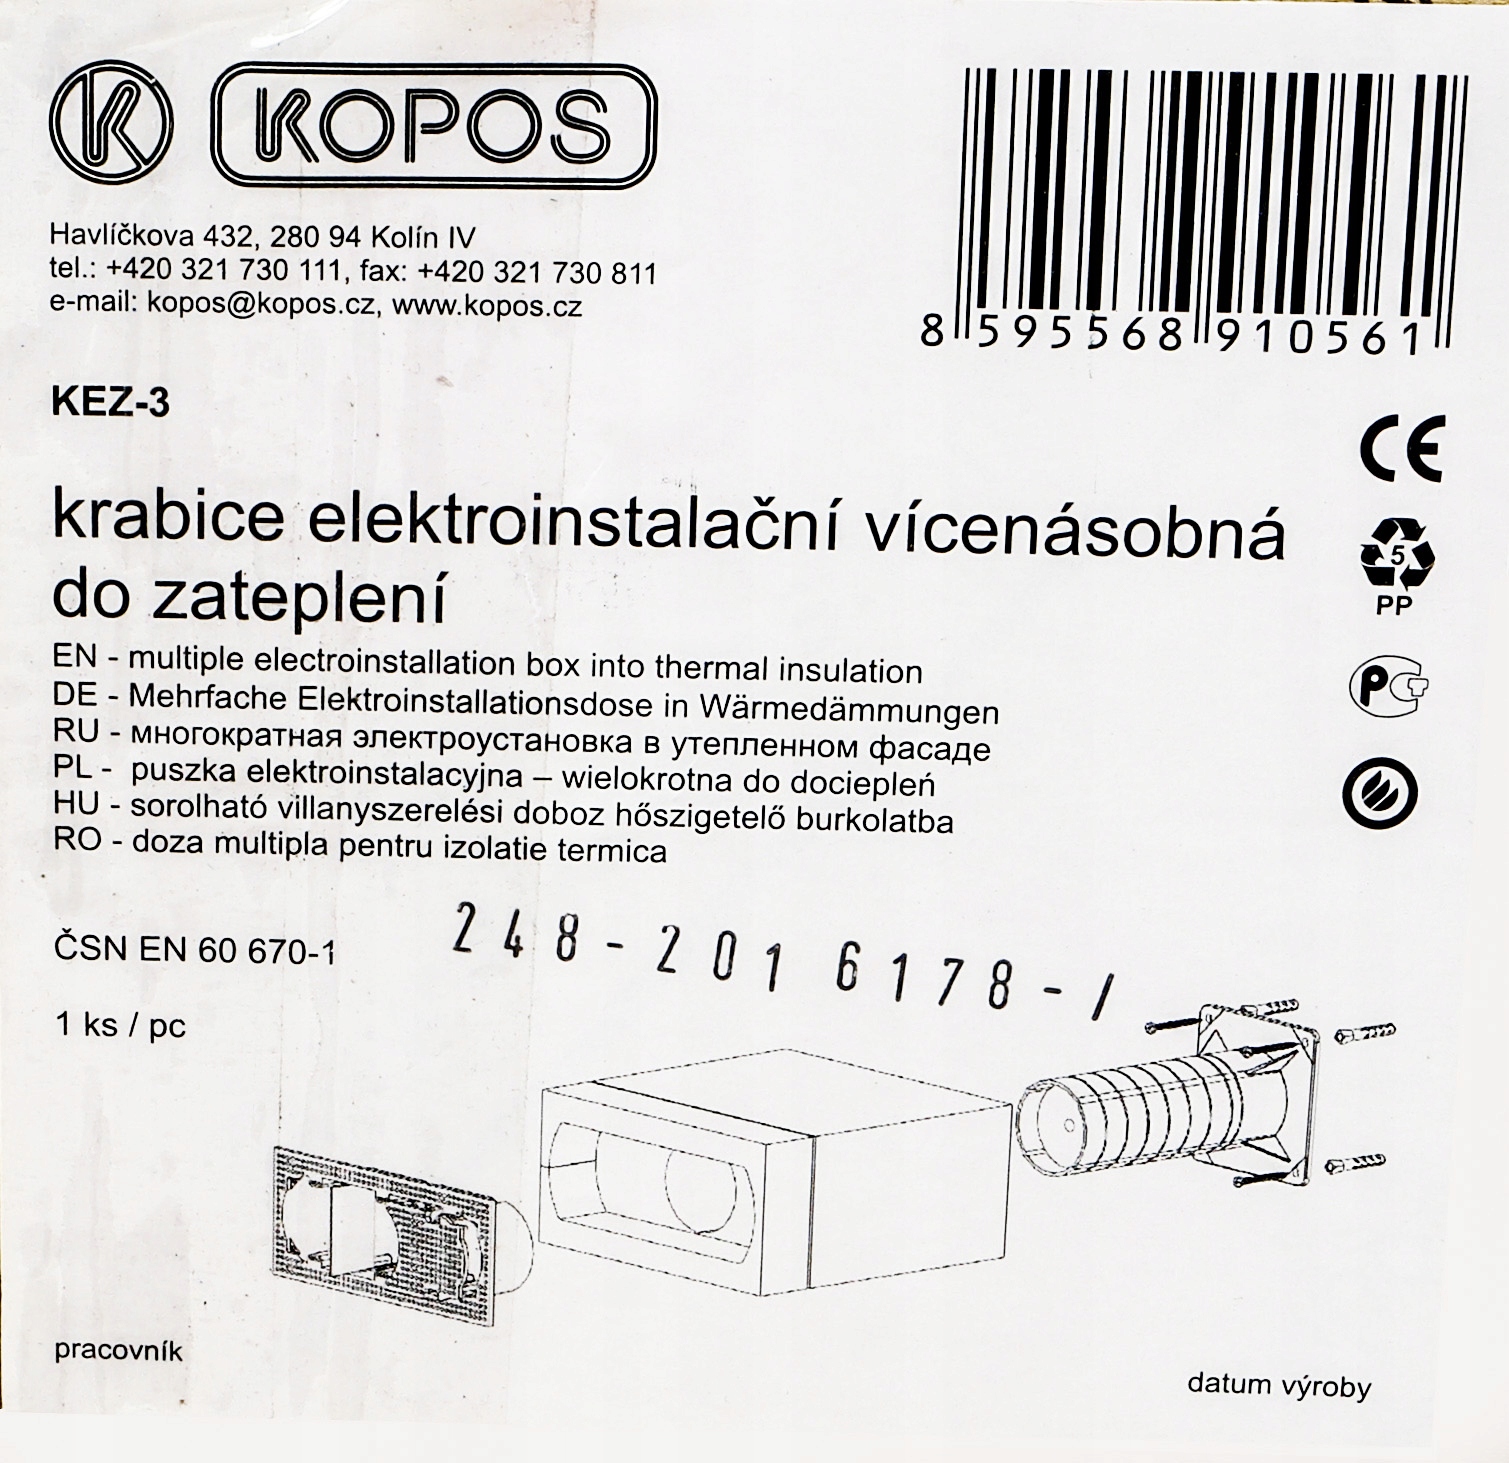 K KOPOS
Havlíčkova 432, 280 94 Kolín IV
tel.: +420 321 730 111, fax: +420 321 730 811
e-mail: kopos@kopos.cz, www.kopos.cz
8 595568 910561
KEZ-3
CE
krabice elektroinstalační vícenásobná
do zateplení
5
PP
EN - multiple electroinstallation box into thermal insulation
DE - Mehrfache Elektroinstallationsdose in Wärmedämmungen
RU - многократная электроустановка в утепленном фасаде
PL - puszka elektroinstalacyjna – wielokrotna do dociepleń
HU - sorolható villanyszerelési doboz hőszigetelő burkolatba
RO - doza multipla pentru izolatie termica
РСТ
248-2016178-/
ČSN EN 60 670-1
1 ks / pc
pracovník
datum výroby